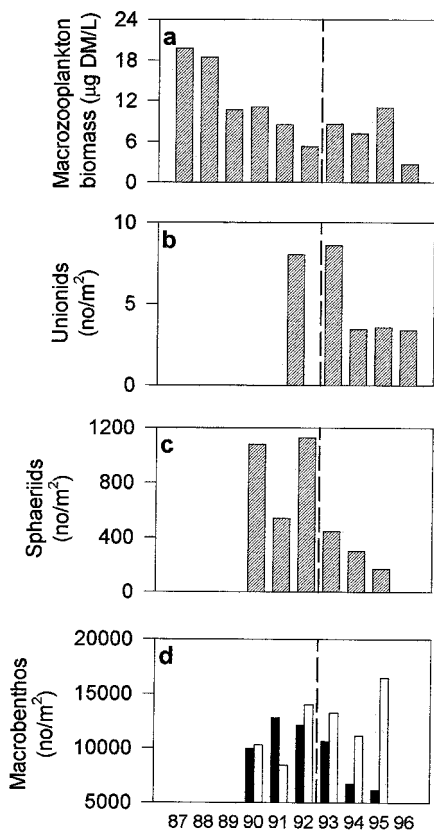 Macrozooplankton
biomass (µg DM/L)
24
18
12
6
0
a
Unionids
(no/m²)
10
5
0
b
Sphaeriids
(no/m²)
1200
800
400
0
c
Macrobenthos
(no/m²)
20000
15000
10000
5000
d
87 88 89 90 91 92 93 94 95 96